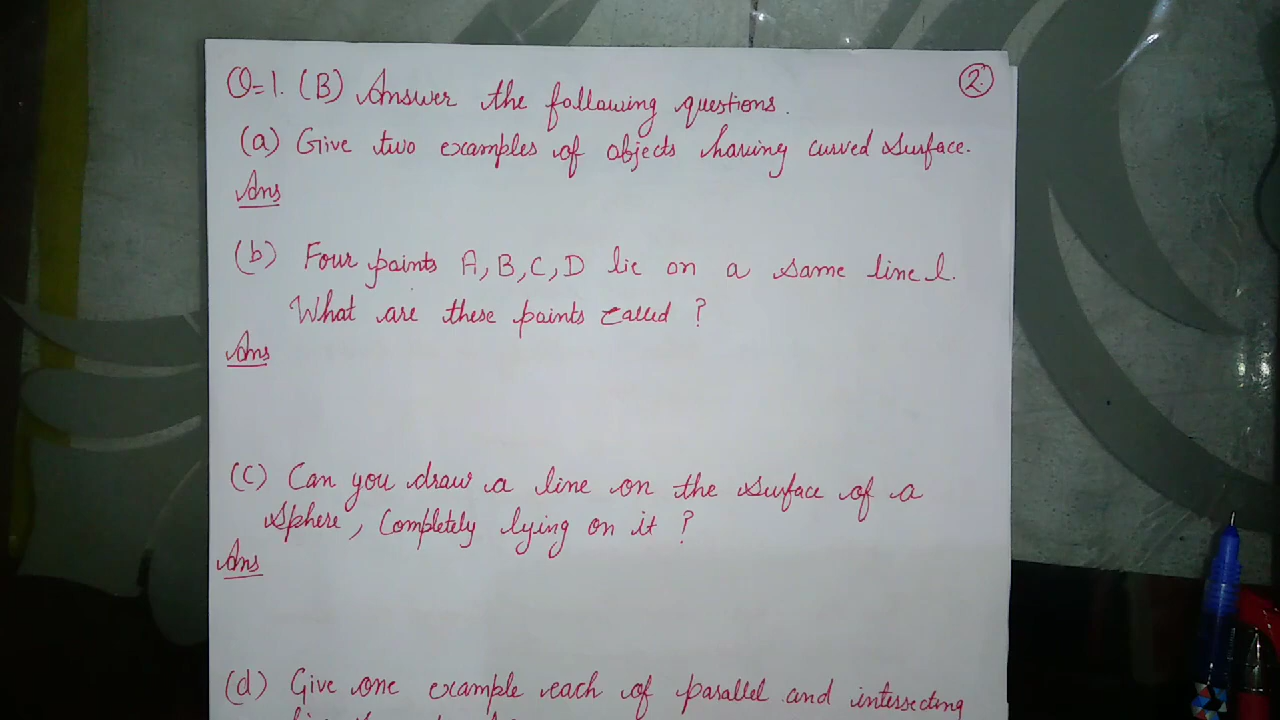 Q=1. (B) Answer the following questions.
②
(a) Give two examples of objects having curved surface.
Ans
(b) Four points A, B, C, D lie on a same line l.
What are these points called ?
Ans
(C) Can you draw a line on the surface of a
sphere, Completely lying on it ?
Ans
(d) Give one example each of parallel and intersecting